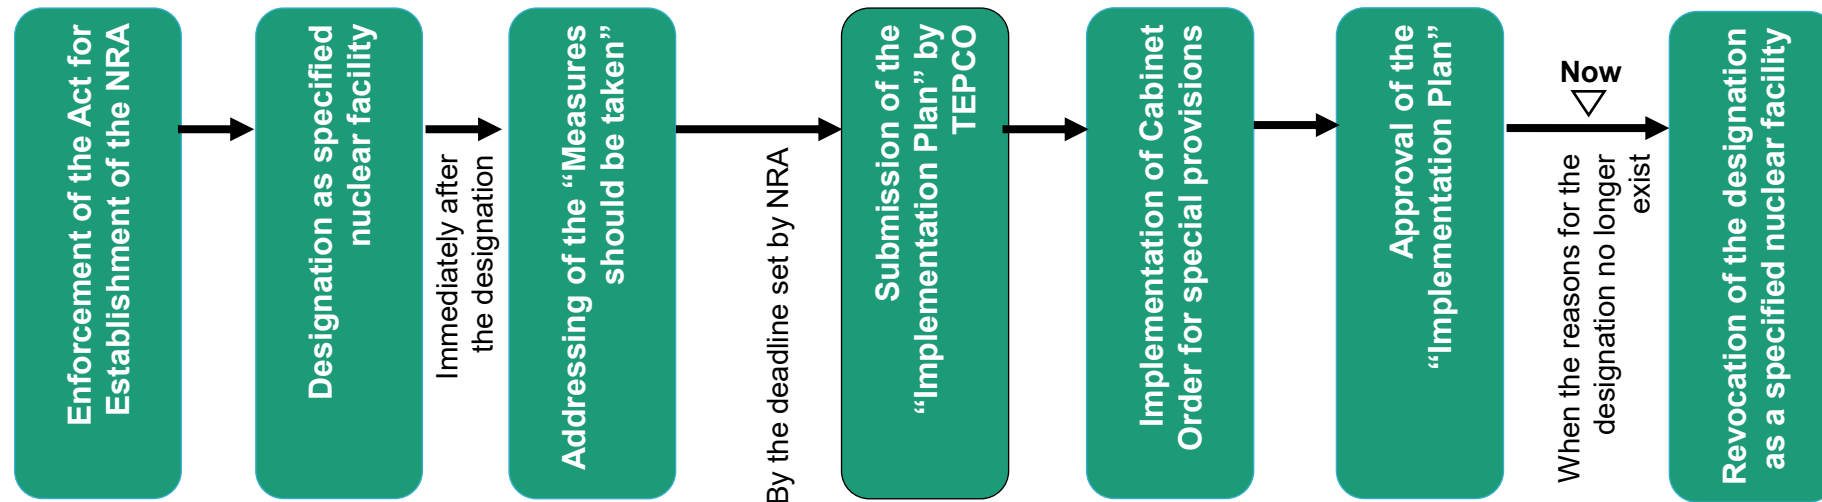 Enforcement of the Act for
Establishment of the NRA
Designation as specified
nuclear facility
Immediately after
the designation
Addressing of the “Measures
should be taken”
By the deadline set by NRA
Submission of the
“Implementation Plan” by
TEPCO
Implementation of Cabinet
Order for special provisions
Approval of the
“Implementation Plan”
Now
When the reasons for the
designation no longer
exist
Revocation of the designation
as a specified nuclear facility